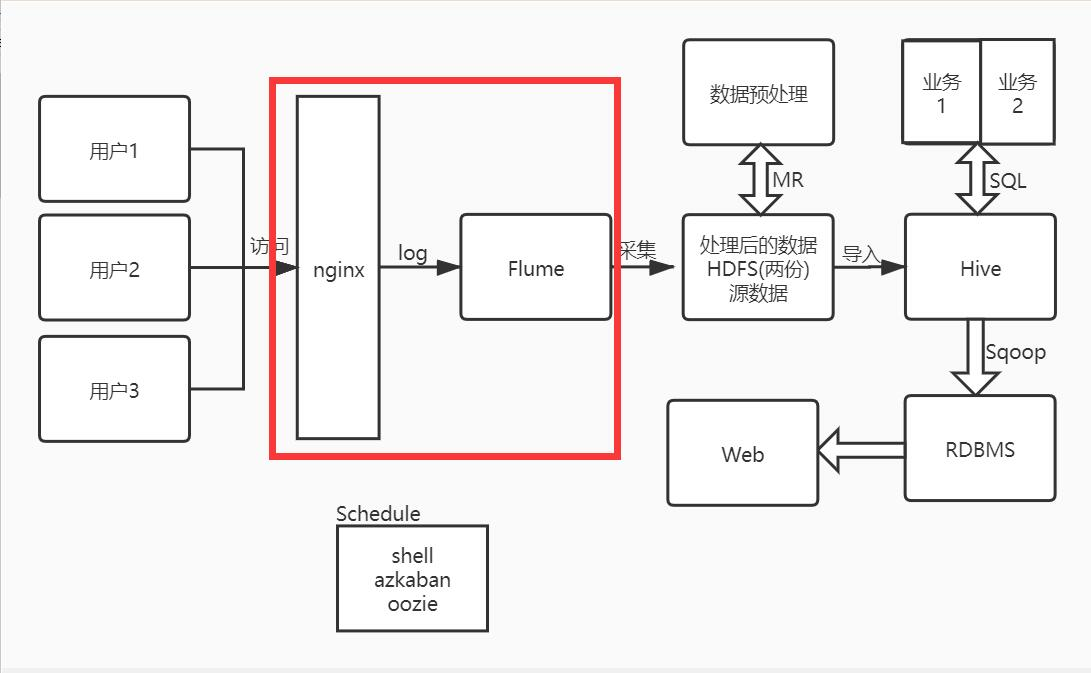 数据预处理
业务
1
业务
2
用户1
MR
SQL
用户2
访问
nginx
log
Flume
采集
处理后的数据
HDFS(两份)
源数据
导入
Hive
用户3
Sqoop
Web
RDBMS
Schedule
shell
azkaban
oozie